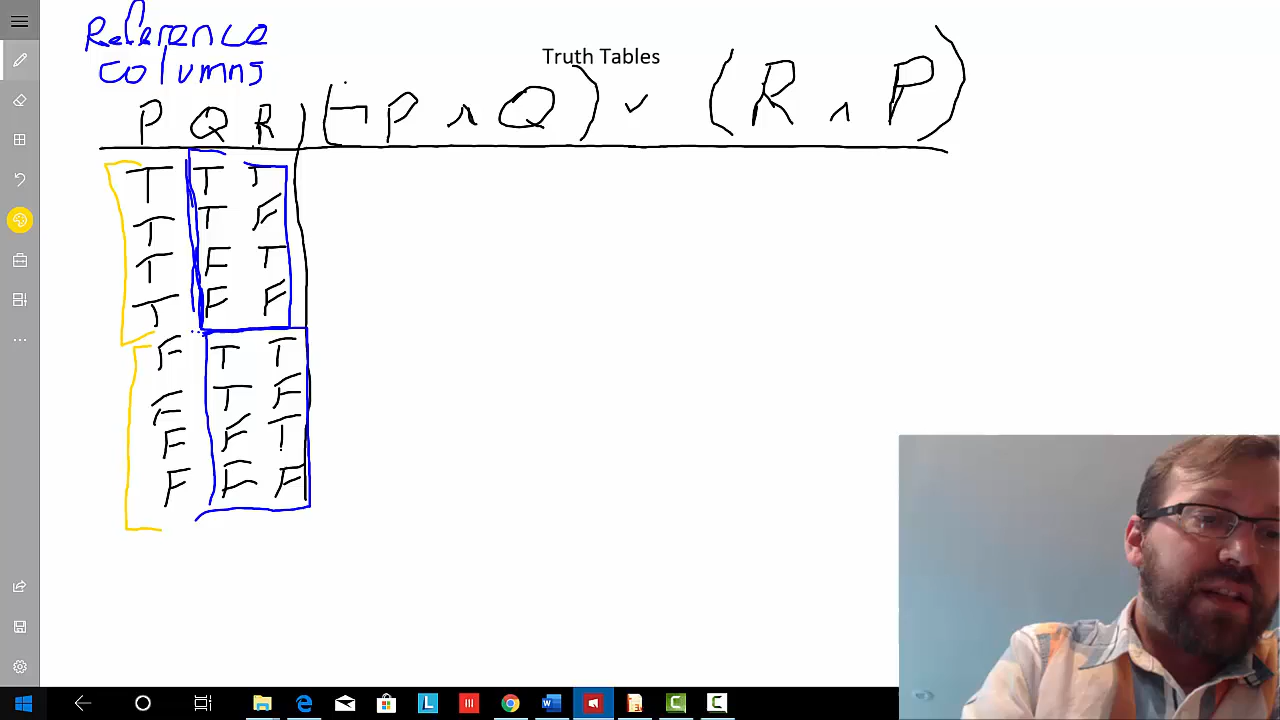 Reference
columns
Truth Tables
P Q R (¬P ∧ Q) ∨ (R ∧ P)
T T T
T T F
T F T
T F F
F T T
F T F
F F T
F F F